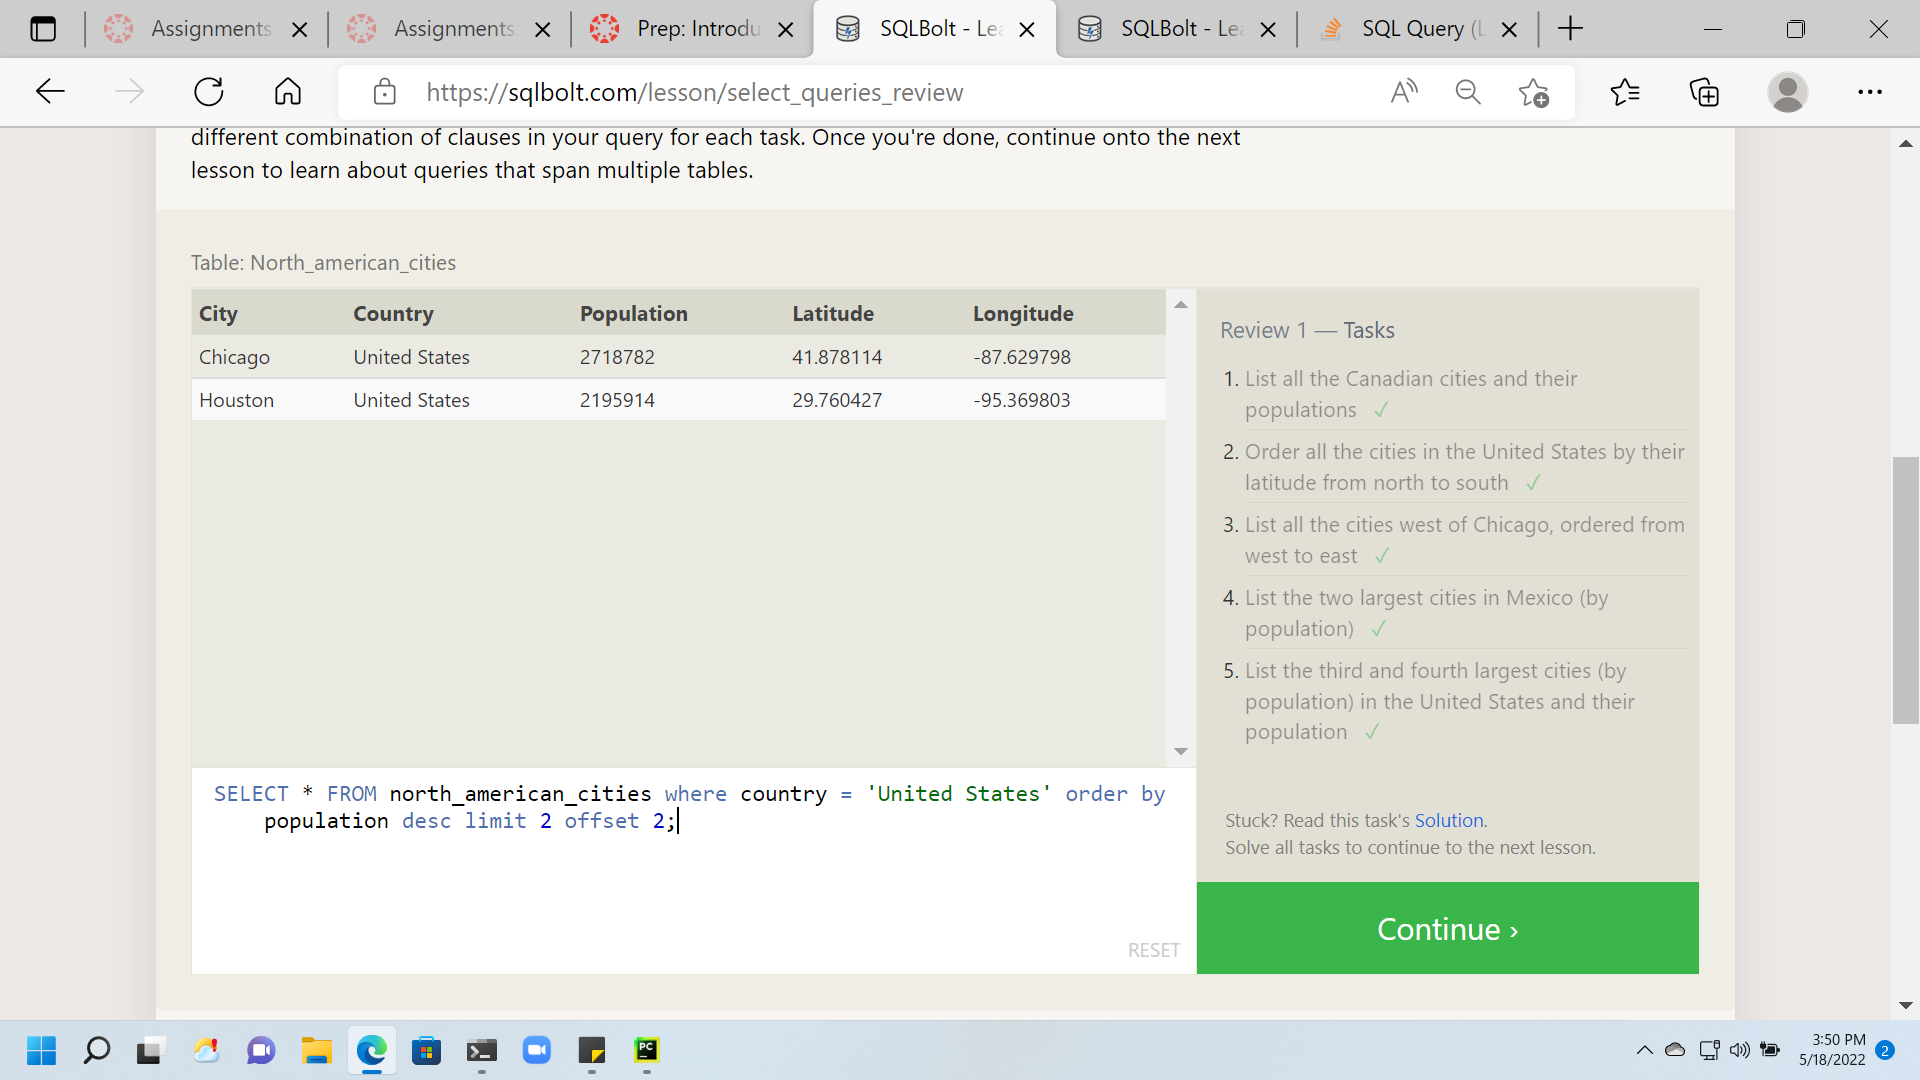 Assignments
Assignments
Prep: Introdu
SQLBolt - Lea
SQLBolt - Lea
SQL Query (L
https://sqlbolt.com/lesson/select_queries_review
different combination of clauses in your query for each task. Once you're done, continue onto the next
lesson to learn about queries that span multiple tables.
Table: North_american_cities
City Country Population Latitude Longitude
Chicago United States 2718782 41.878114 -87.629798
Houston United States 2195914 29.760427 -95.369803
Review 1 — Tasks
1. List all the Canadian cities and their
populations ✓
2. Order all the cities in the United States by their
latitude from north to south ✓
3. List all the cities west of Chicago, ordered from
west to east ✓
4. List the two largest cities in Mexico (by
population) ✓
5. List the third and fourth largest cities (by
population) in the United States and their
population ✓
SELECT * FROM north_american_cities where country = 'United States' order by
population desc limit 2 offset 2;
RESET
Stuck? Read this task's Solution.
Solve all tasks to continue to the next lesson.
Continue ›
PC
3:50 PM
5/18/2022
2